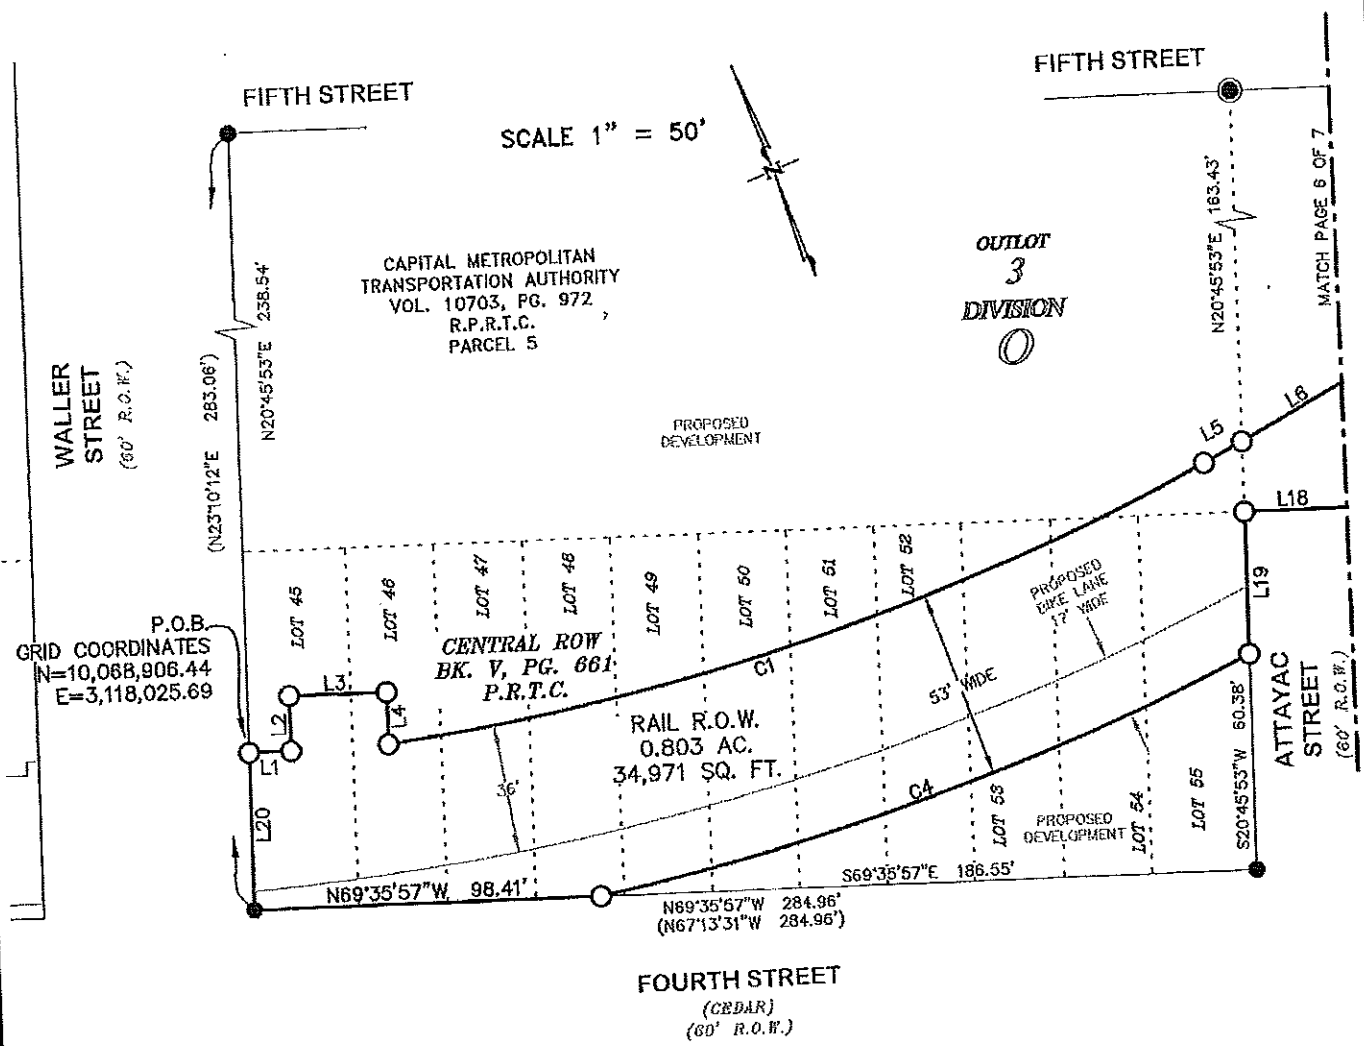 FIFTH STREET
FIFTH STREET
SCALE 1" = 50'
N
CAPITAL METROPOLITAN
TRANSPORTATION AUTHORITY
VOL. 10703, PG. 972
R.P.R.T.C.
PARCEL 5
OUTLOT
3
DIVISION
O
N20°45'53"E 163.43'
MATCH PAGE 6 OF 7
WALLER
STREET
(60' R.O.W.)
(N23°10'12"E 283.06')
N20°45'53"E 238.54'
PROPOSED
DEVELOPMENT
L5
L6
L18
L19
P.O.B.
GRID COORDINATES
N=10,068,906.44
E=3,118,025.69
LOT 45
LOT 46
LOT 47
LOT 48
LOT 49
LOT 50
LOT 51
LOT 52
CENTRAL ROW
BK. V, PG. 661
P.R.T.C.
PROPOSED
BIKE LANE
17' WIDE
L1
L2
L3
L4
C1
RAIL R.O.W.
0.803 AC.
34,971 SQ. FT.
53' WIDE
36'
C4
L20
LOT 53
LOT 54
LOT 55
PROPOSED
DEVELOPMENT
S20°45'53"W 60.38'
ATTAYAC
STREET
(60' R.O.W.)
N69°35'57"W 98.41'
S69°35'57"E 186.55'
N69°35'57"W 284.96'
(N67°13'31"W 284.96')
FOURTH STREET
(CEDAR)
(60' R.O.W.)